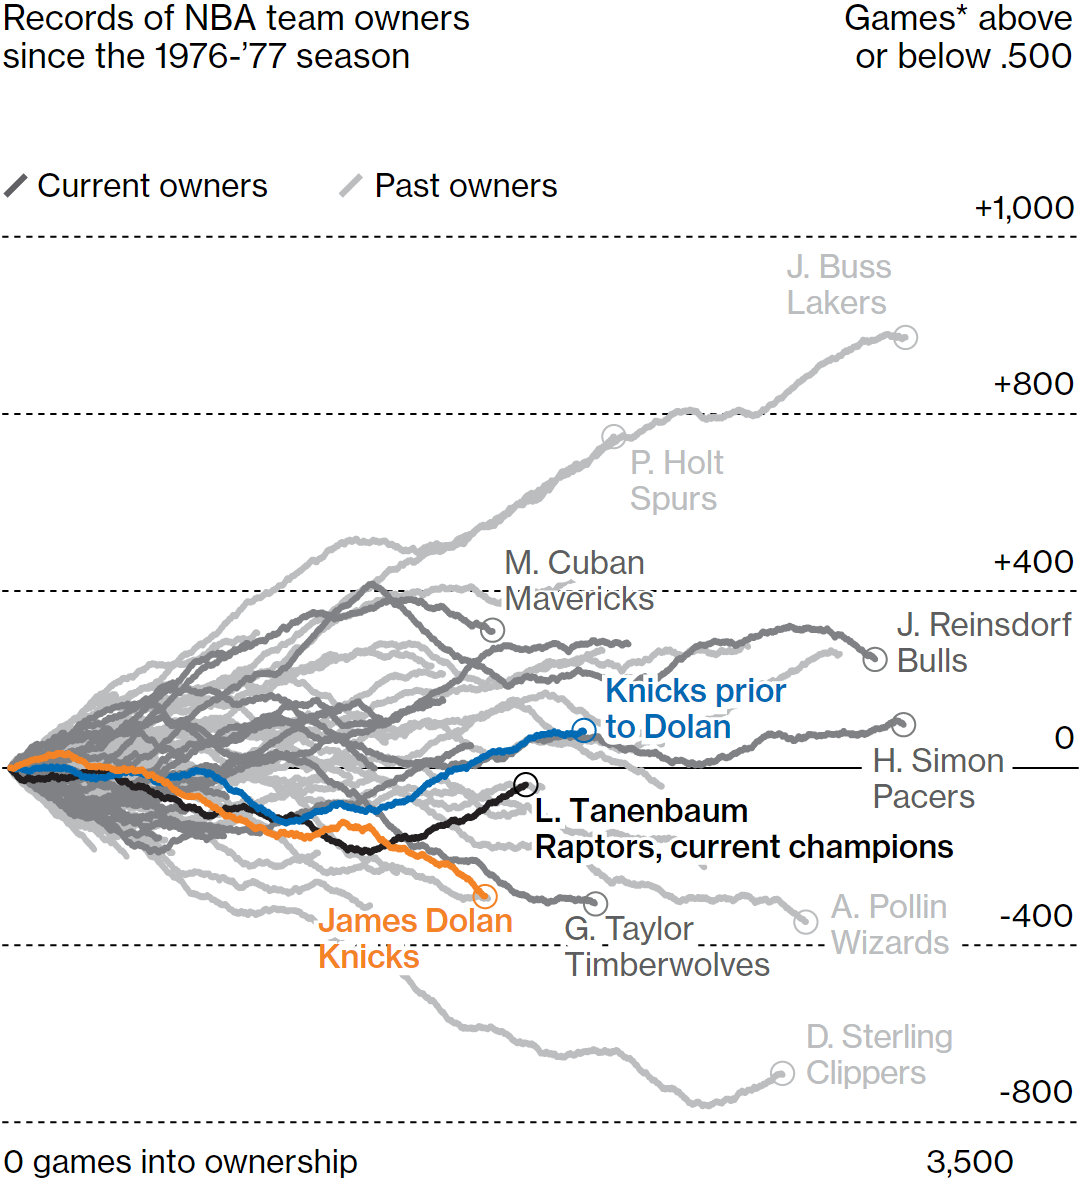 Records of NBA team owners
since the 1976-’77 season
Games* above
or below .500
Current owners
Past owners
+1,000
J. Buss
Lakers
+800
P. Holt
Spurs
M. Cuban
Mavericks
+400
J. Reinsdorf
Bulls
Knicks prior
to Dolan
0
H. Simon
Pacers
L. Tanenbaum
Raptors, current champions
James Dolan
Knicks
G. Taylor
Timberwolves
A. Pollin
Wizards
-400
D. Sterling
Clippers
-800
0 games into ownership
3,500